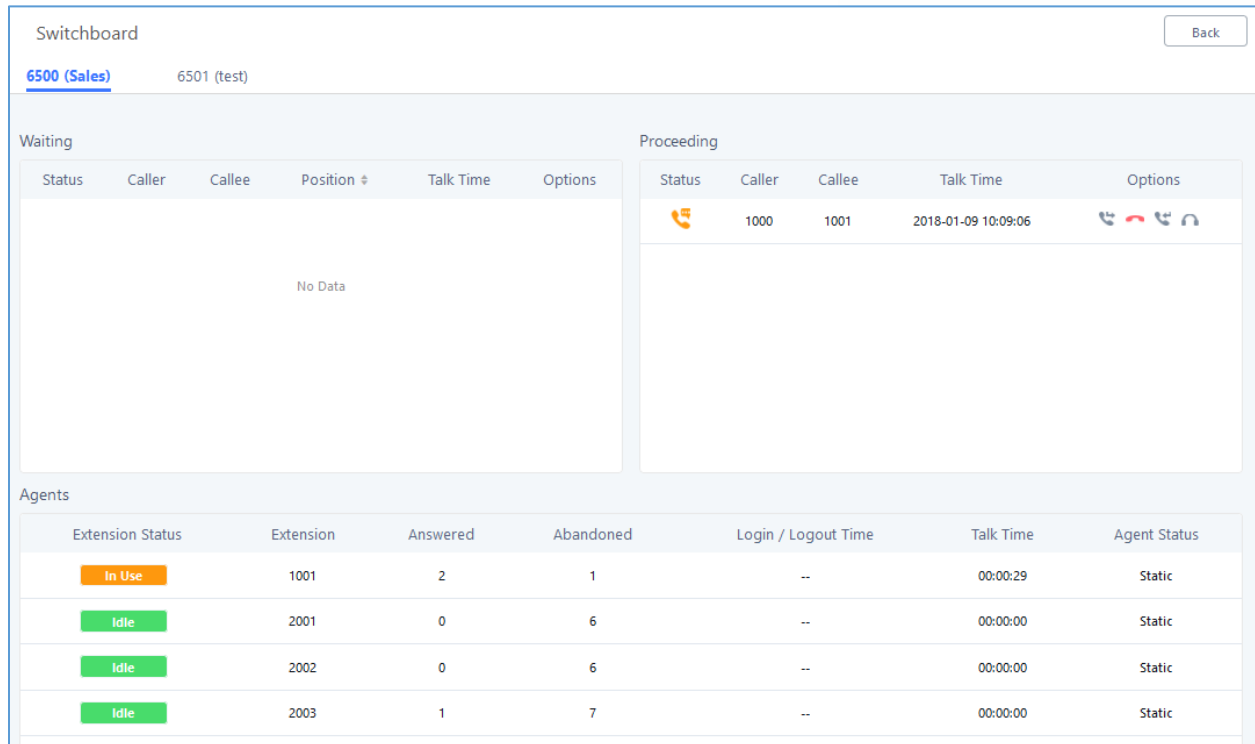 Switchboard
Back
6500 (Sales) 6501 (test)
Waiting
Status Caller Callee Position Talk Time Options
No Data
Proceeding
Status Caller Callee Talk Time Options
1000 1001 2018-01-09 10:09:06
Agents
Extension Status Extension Answered Abandoned Login / Logout Time Talk Time Agent Status
In Use 1001 2 1 -- 00:00:29 Static
Idle 2001 0 6 -- 00:00:00 Static
Idle 2002 0 6 -- 00:00:00 Static
Idle 2003 1 7 -- 00:00:00 Static